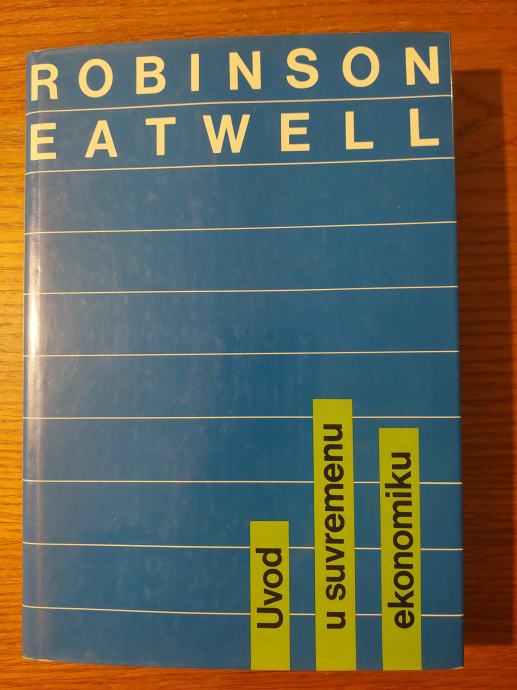 ROBINSON
EATWELL
Uvod
u suvremenu
ekonomiku